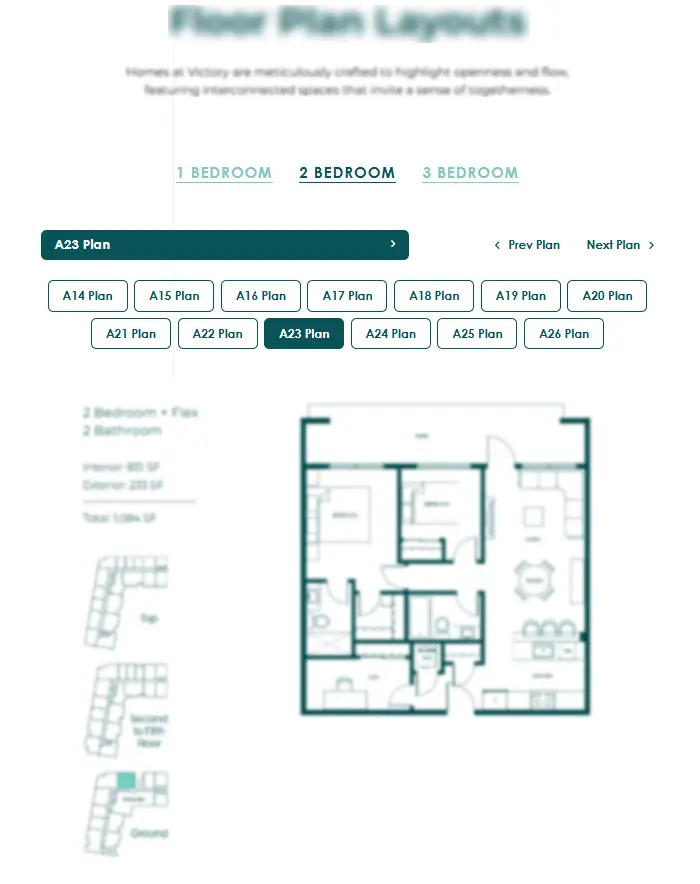 Floor Plan Layouts
Homes at Victory are meticulously crafted to highlight openness and flow,
featuring interconnected spaces that invite a sense of togetherness.
1 BEDROOM 2 BEDROOM 3 BEDROOM
A23 Plan
Prev Plan Next Plan
A14 Plan A15 Plan A16 Plan A17 Plan A18 Plan A19 Plan A20 Plan
A21 Plan A22 Plan A23 Plan A24 Plan A25 Plan A26 Plan
2 Bedroom + Flex
2 Bathroom
Exterior: 233 SF
Total: 1,084 SF
Top
Second
to Fifth
Floor
Ground